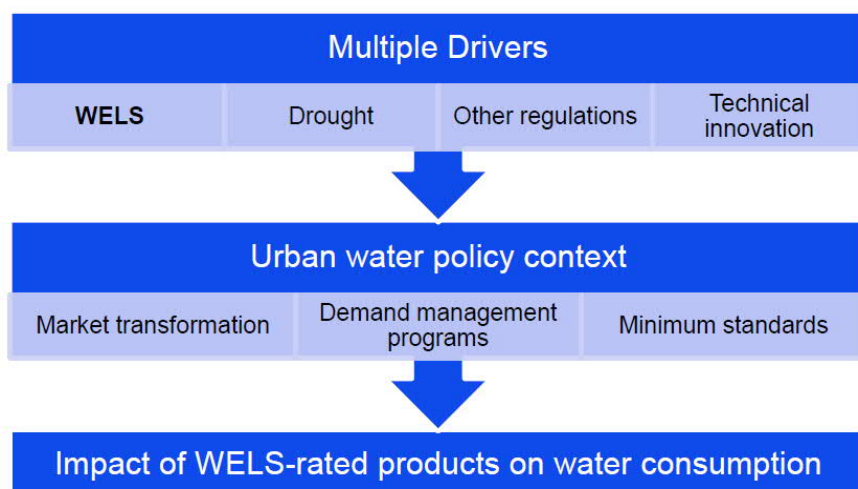 Multiple Drivers
WELS
Drought
Other regulations
Technical
innovation
Urban water policy context
Market transformation
Demand management
programs
Minimum standards
Impact of WELS-rated products on water consumption